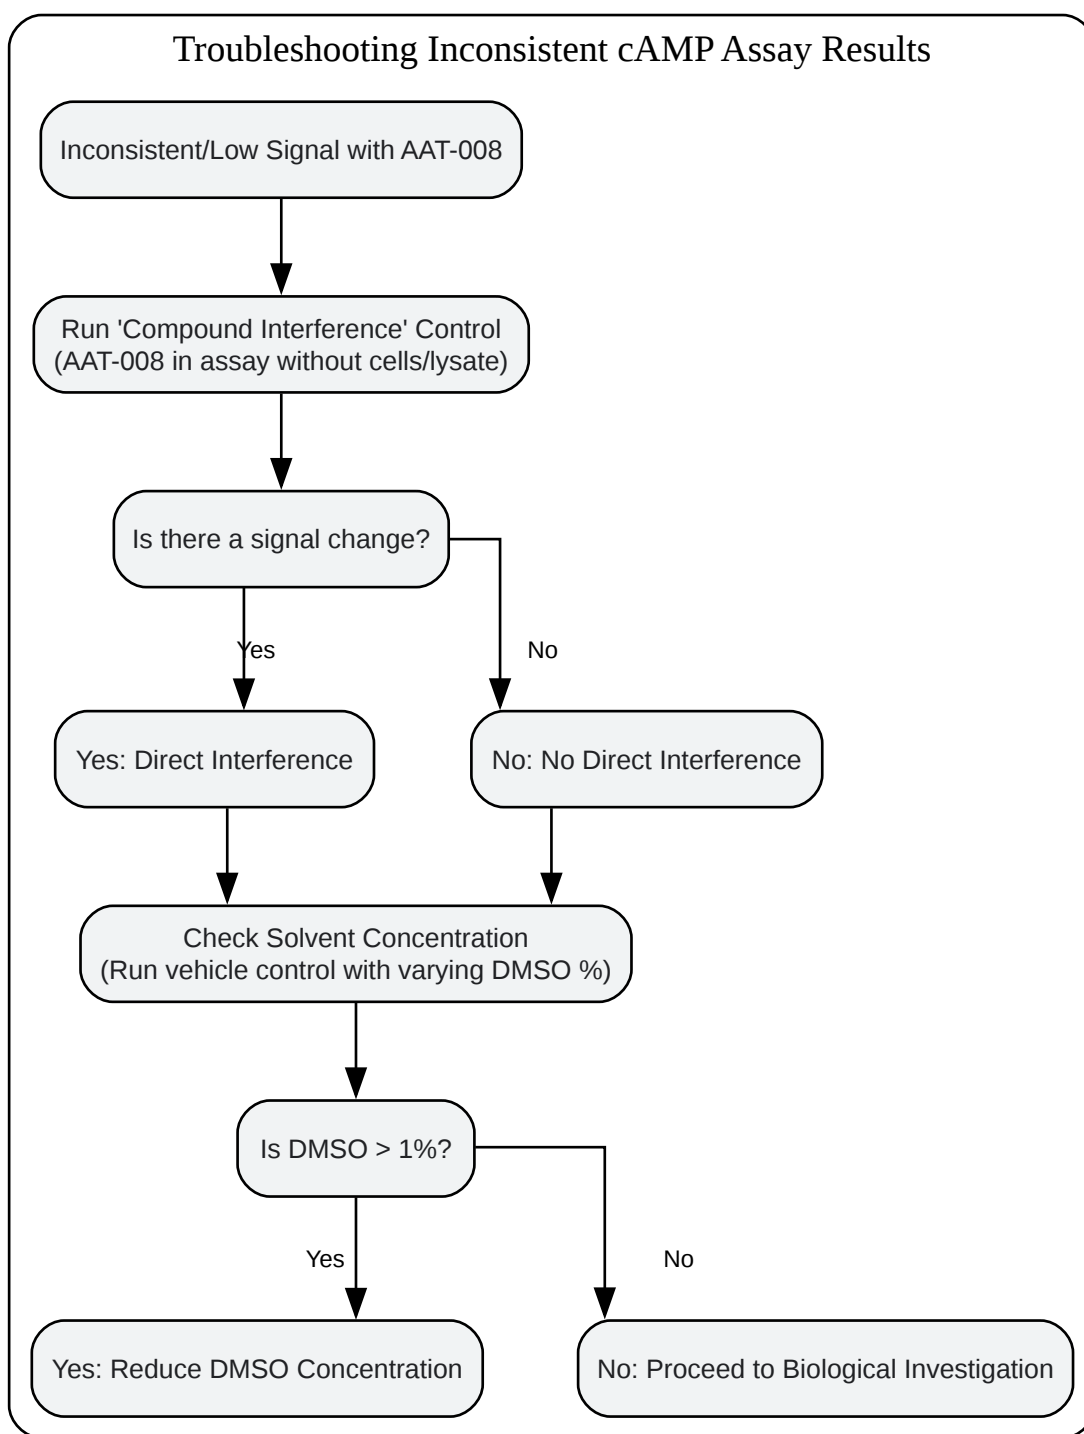 Troubleshooting Inconsistent cAMP Assay Results
Inconsistent/Low Signal with AAT-008
Run 'Compound Interference' Control
(AAT-008 in assay without cells/lysate)
Is there a signal change?
Yes
No
Yes: Direct Interference
No: No Direct Interference
Check Solvent Concentration
(Run vehicle control with varying DMSO %)
Is DMSO > 1%?
Yes
No
Yes: Reduce DMSO Concentration
No: Proceed to Biological Investigation